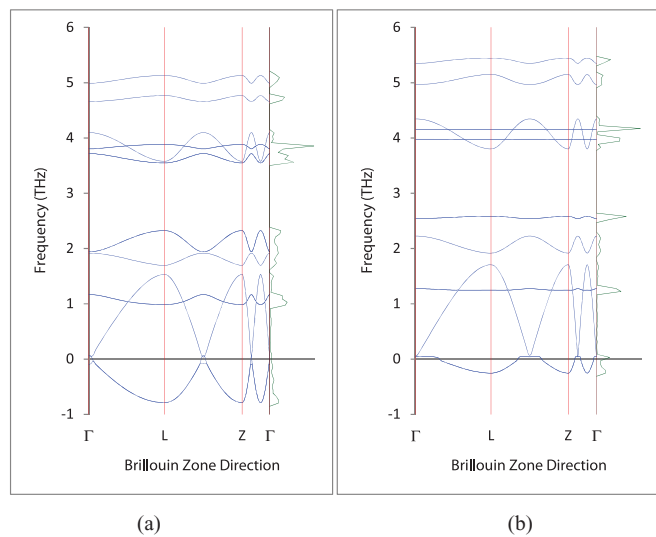 6
5
4
3
2
1
0
-1
Frequency (THz)
Γ L Z Γ
Brillouin Zone Direction
(a)
6
5
4
3
2
1
0
-1
Frequency (THz)
Γ L Z Γ
Brillouin Zone Direction
(b)